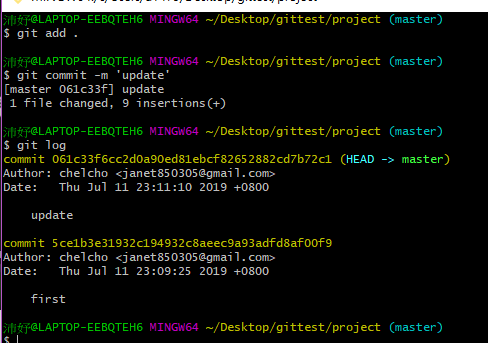 沛妤@LAPTOP-EEBQTEH6 MINGW64 ~/Desktop/gittest/project (master)
$ git add .
沛妤@LAPTOP-EEBQTEH6 MINGW64 ~/Desktop/gittest/project (master)
$ git commit -m 'update'
[master 061c33f] update
1 file changed, 9 insertions(+)
沛妤@LAPTOP-EEBQTEH6 MINGW64 ~/Desktop/gittest/project (master)
$ git log
commit 061c33f6cc2d0a90ed81ebcf82652882cd7b72c1 (HEAD -> master)
Author: chelcho <janet850305@gmail.com>
Date: Thu Jul 11 23:11:10 2019 +0800
update
commit 5ce1b3e31932c194932c8aeec9a93adfd8af00f9
Author: chelcho <janet850305@gmail.com>
Date: Thu Jul 11 23:09:25 2019 +0800
first
沛妤@LAPTOP-EEBQTEH6 MINGW64 ~/Desktop/gittest/project (master)
$